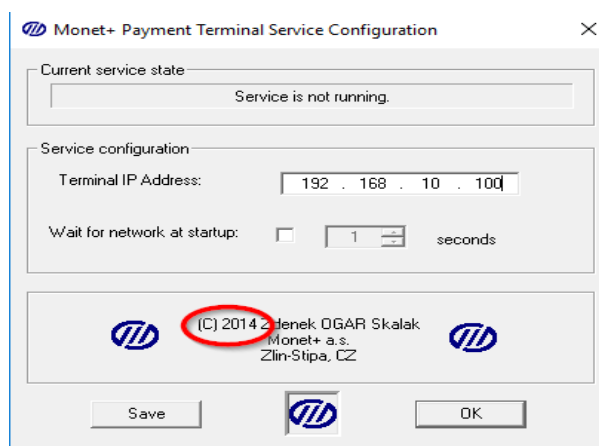 Monet+ Payment Terminal Service Configuration
Current service state
Service is not running.
Service configuration
Terminal IP Address: 192 . 168 . 10 . 100
Wait for network at startup: 1 seconds
(C) 2014 Zdenek OGAR Skalak
Monet+ a.s.
Zlin-Stipa, CZ
Save OK